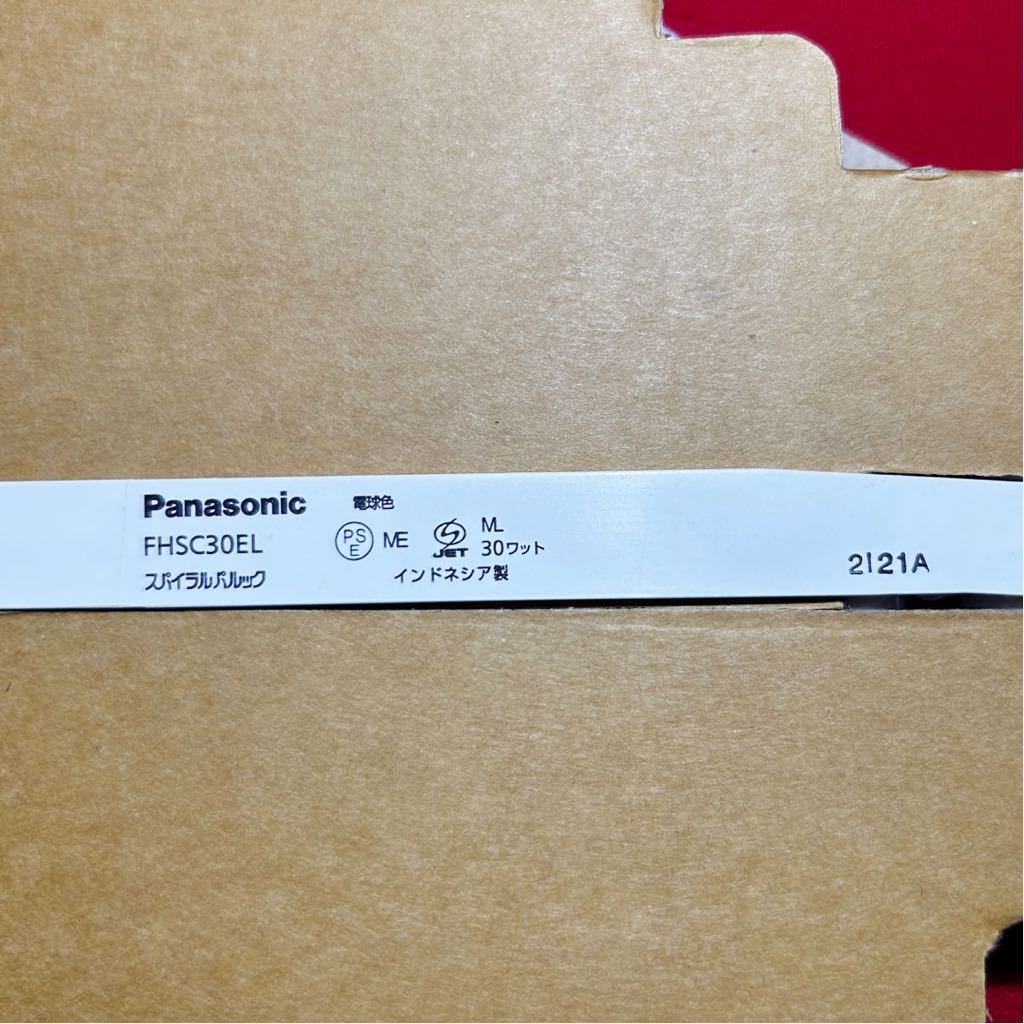 Panasonic 電球色
FHSC30EL PS E ME JET ML 30ワット
スパイラルパルック インドネシア製
2121A